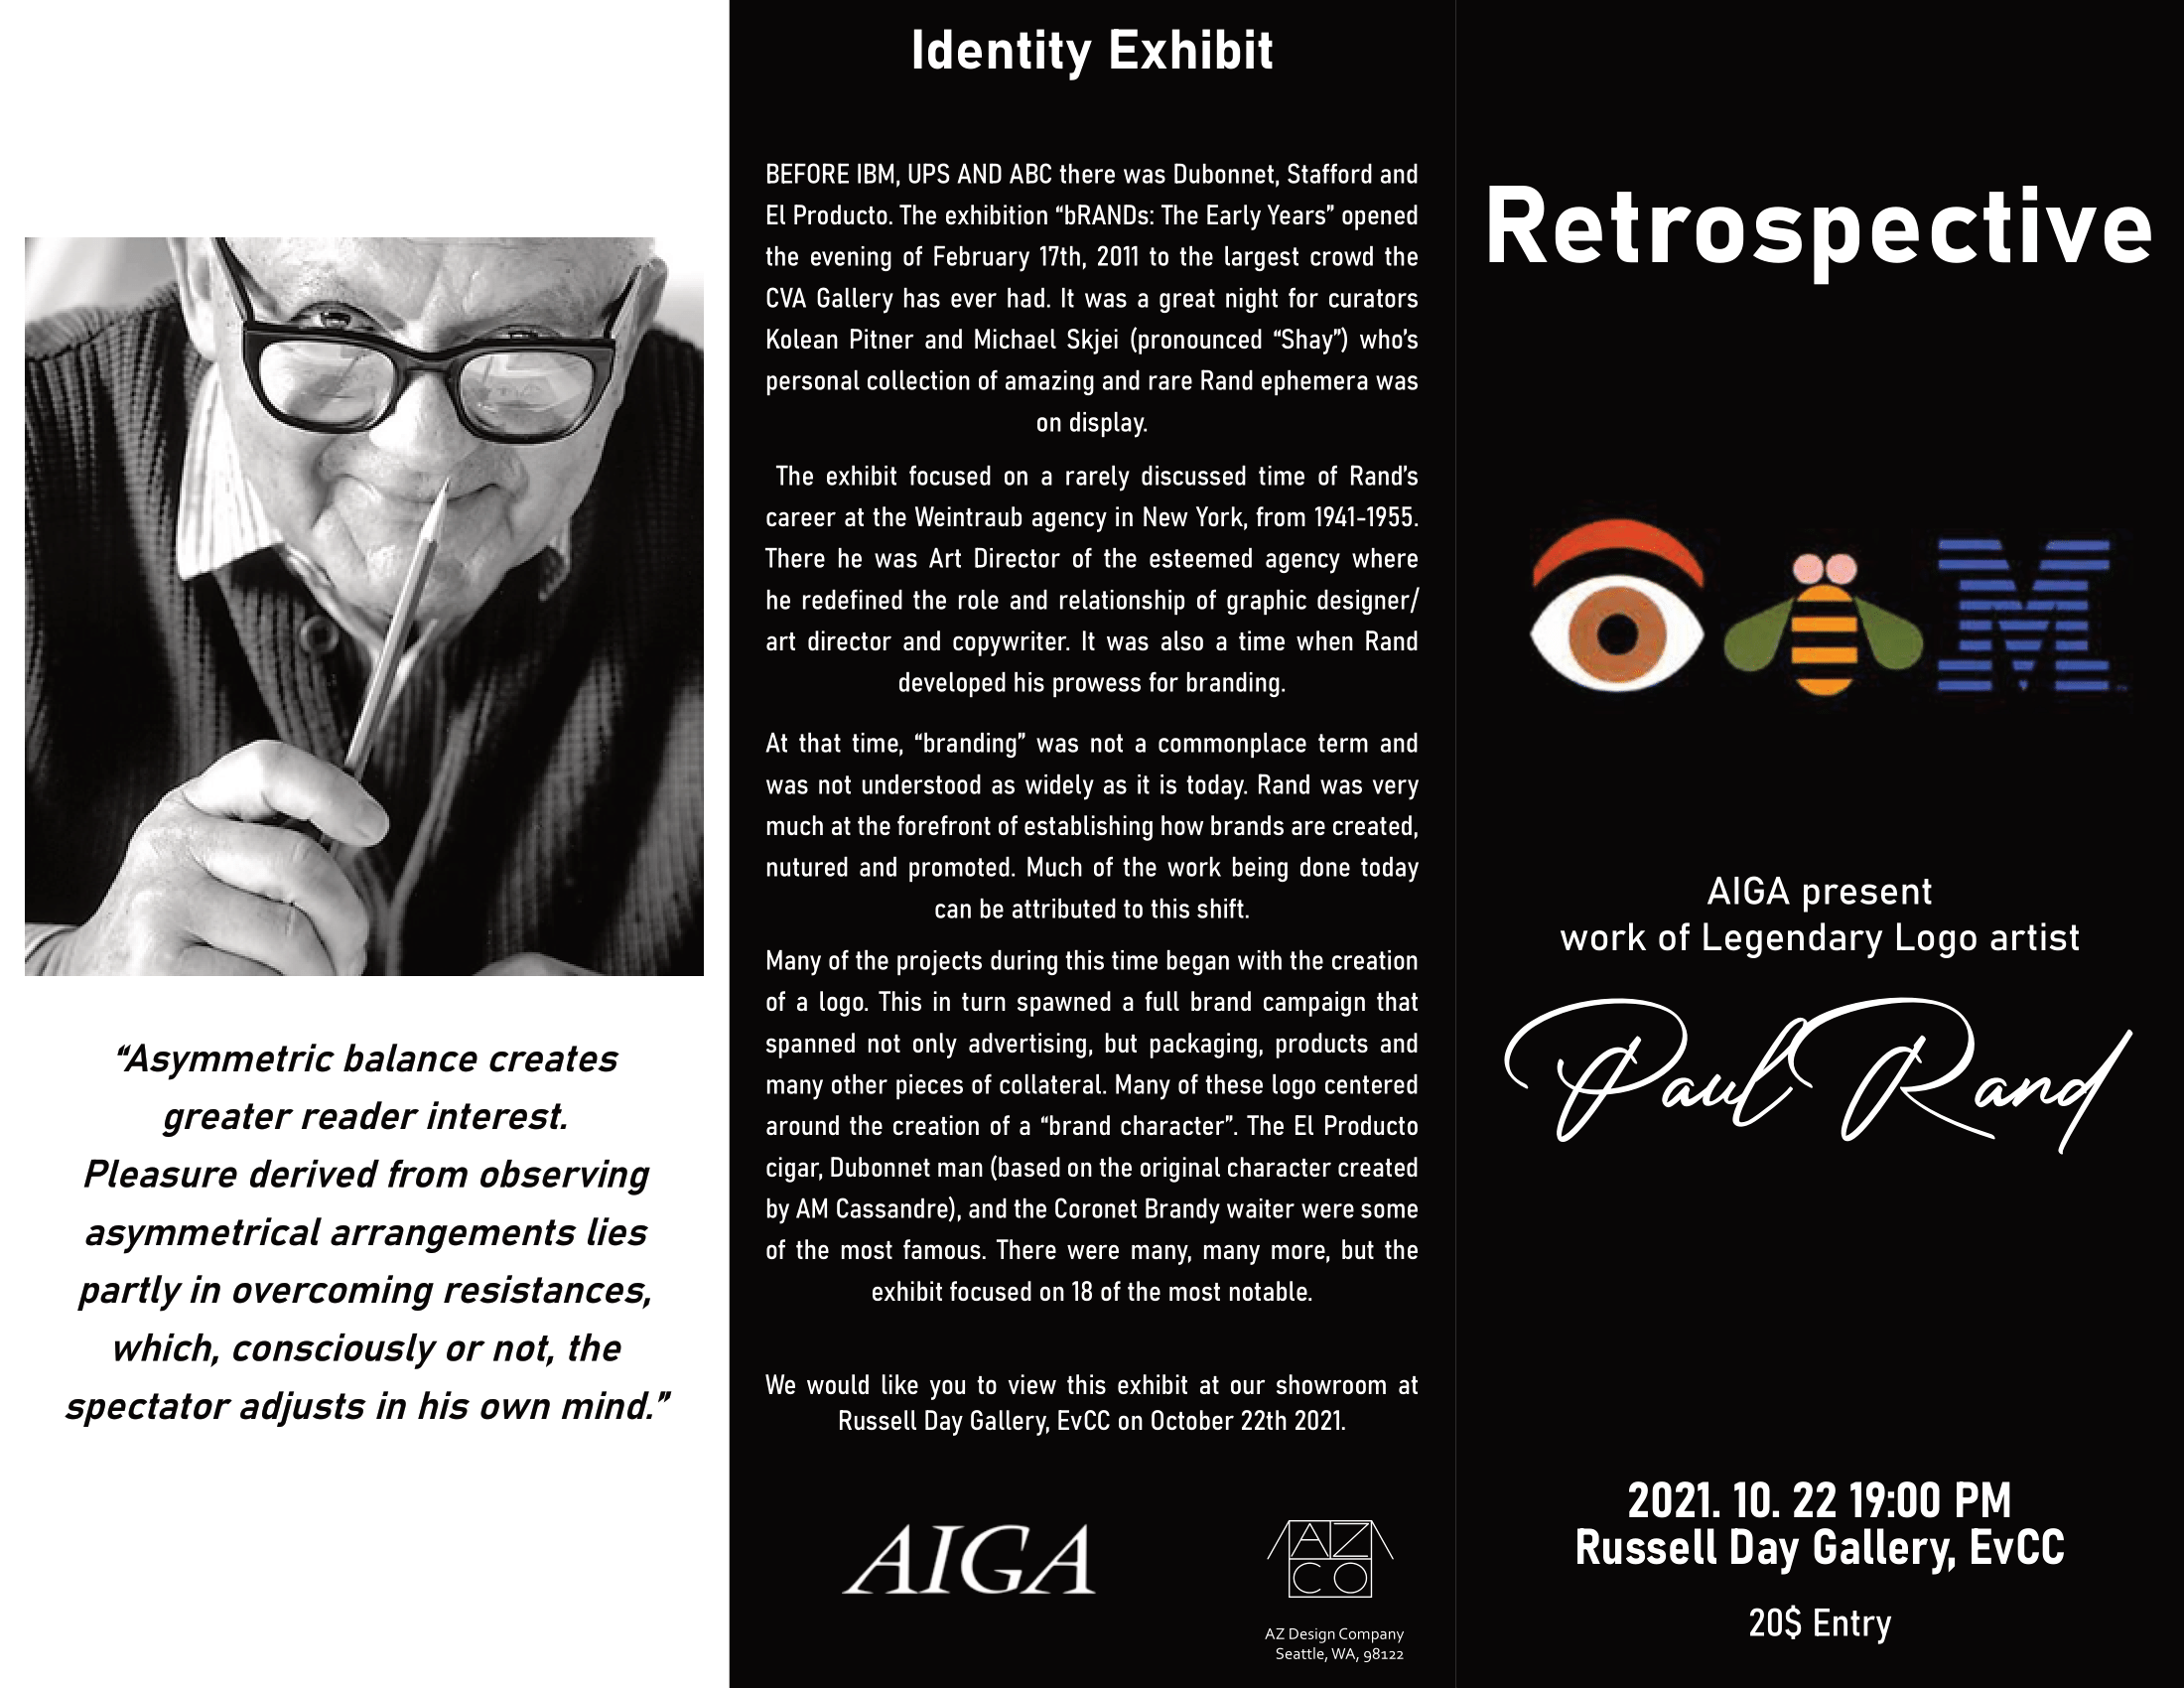 “Asymmetric balance creates
greater reader interest.
Pleasure derived from observing
asymmetrical arrangements lies
partly in overcoming resistances,
which, consciously or not, the
spectator adjusts in his own mind.”
Identity Exhibit
BEFORE IBM, UPS AND ABC there was Dubonnet, Stafford and
El Producto. The exhibition “bRANDs: The Early Years” opened
the evening of February 17th, 2011 to the largest crowd the
CVA Gallery has ever had. It was a great night for curators
Kolean Pitner and Michael Skjei (pronounced “Shay”) who’s
personal collection of amazing and rare Rand ephemera was
on display.
The exhibit focused on a rarely discussed time of Rand’s
career at the Weintraub agency in New York, from 1941-1955.
There he was Art Director of the esteemed agency where
he redefined the role and relationship of graphic designer/
art director and copywriter. It was also a time when Rand
developed his prowess for branding.
At that time, “branding” was not a commonplace term and
was not understood as widely as it is today. Rand was very
much at the forefront of establishing how brands are created,
nutured and promoted. Much of the work being done today
can be attributed to this shift.
Many of the projects during this time began with the creation
of a logo. This in turn spawned a full brand campaign that
spanned not only advertising, but packaging, products and
many other pieces of collateral. Many of these logo centered
around the creation of a “brand character”. The El Producto
cigar, Dubonnet man (based on the original character created
by AM Cassandre), and the Coronet Brandy waiter were some
of the most famous. There were many, many more, but the
exhibit focused on 18 of the most notable.
We would like you to view this exhibit at our showroom at
Russell Day Gallery, EvCC on October 22th 2021.
AIGA
AZ
CO
AZ Design Company
Seattle, WA, 98122
Retrospective
M
AIGA present
work of Legendary Logo artist
Paul Rand
2021. 10. 22 19:00 PM
Russell Day Gallery, EvCC
20$ Entry